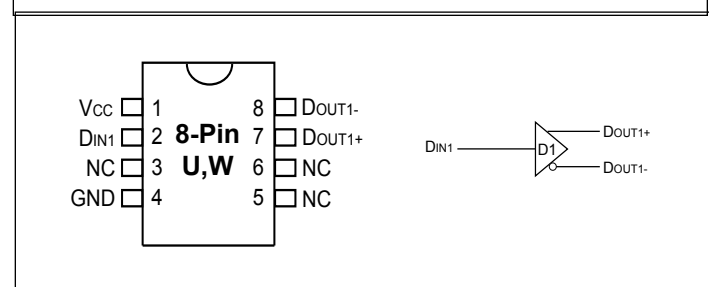 Vcc 1 8 DOUT1-
DIN1 2 8-Pin 7 DOUT1+
NC 3 U,W 6 NC
GND 4 5 NC
DIN1 D1 DOUT1+
DOUT1-